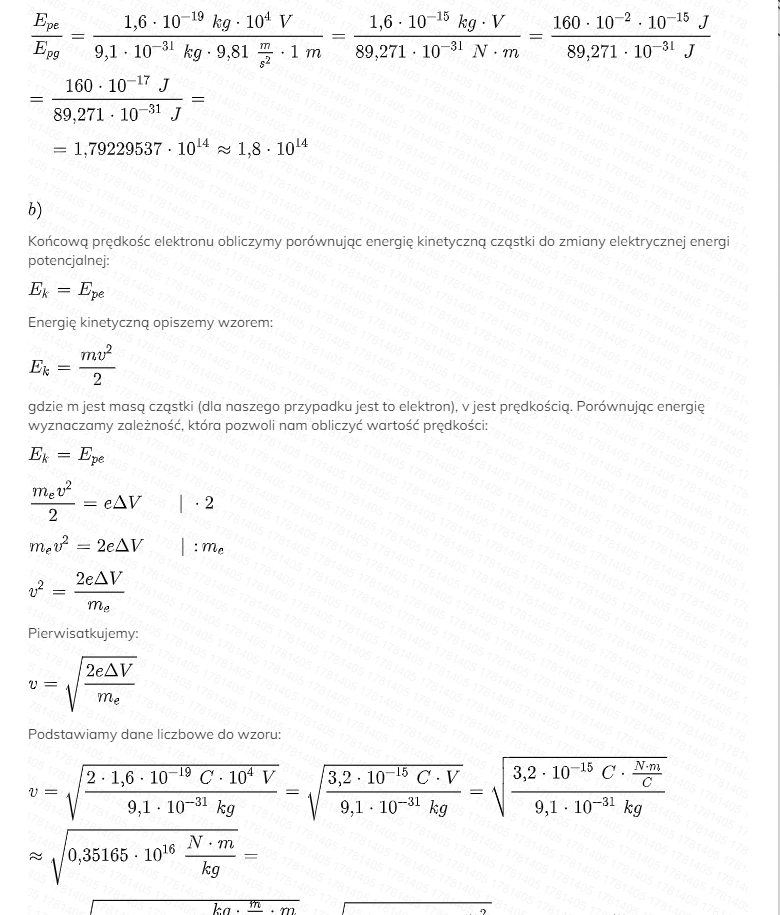 \frac{E_{pe}}{E_{pg}} = \frac{1,6 \cdot 10^{-19} \ kg \cdot 10^4 \ V}{9,1 \cdot 10^{-31} \ kg \cdot 9,81 \ \frac{m}{s^2} \cdot 1 \ m} = \frac{1,6 \cdot 10^{-15} \ kg \cdot V}{89,271 \cdot 10^{-31} \ N \cdot m} = \frac{160 \cdot 10^{-2} \cdot 10^{-15} \ J}{89,271 \cdot 10^{-31} \ J}
= \frac{160 \cdot 10^{-17} \ J}{89,271 \cdot 10^{-31} \ J} =
= 1,79229537 \cdot 10^{14} \approx 1,8 \cdot 10^{14}
b)
Końcową prędkośc elektronu obliczymy porównując energię kinetyczną cząstki do zmiany elektrycznej energi
potencjalnej:
E_k = E_{pe}
Energię kinetyczną opiszemy wzorem:
E_k = \frac{mv^2}{2}
gdzie m jest masą cząstki (dla naszego przypadku jest to elektron), v jest prędkością. Porównując energię
wyznaczamy zależność, która pozwoli nam obliczyć wartość prędkości:
E_k = E_{pe}
\frac{m_e v^2}{2} = e\Delta V \quad | \cdot 2
m_e v^2 = 2e\Delta V \quad | : m_e
v^2 = \frac{2e\Delta V}{m_e}
Pierwisatkujemy:
v = \sqrt{\frac{2e\Delta V}{m_e}}
Podstawiamy dane liczbowe do wzoru:
v = \sqrt{\frac{2 \cdot 1,6 \cdot 10^{-19} \ C \cdot 10^4 \ V}{9,1 \cdot 10^{-31} \ kg}} = \sqrt{\frac{3,2 \cdot 10^{-15} \ C \cdot V}{9,1 \cdot 10^{-31} \ kg}} = \sqrt{\frac{3,2 \cdot 10^{-15} \ C \cdot \frac{N \cdot m}{C}}{9,1 \cdot 10^{-31} \ kg}}
\approx \sqrt{0,35165 \cdot 10^{16} \ \frac{N \cdot m}{kg}} =